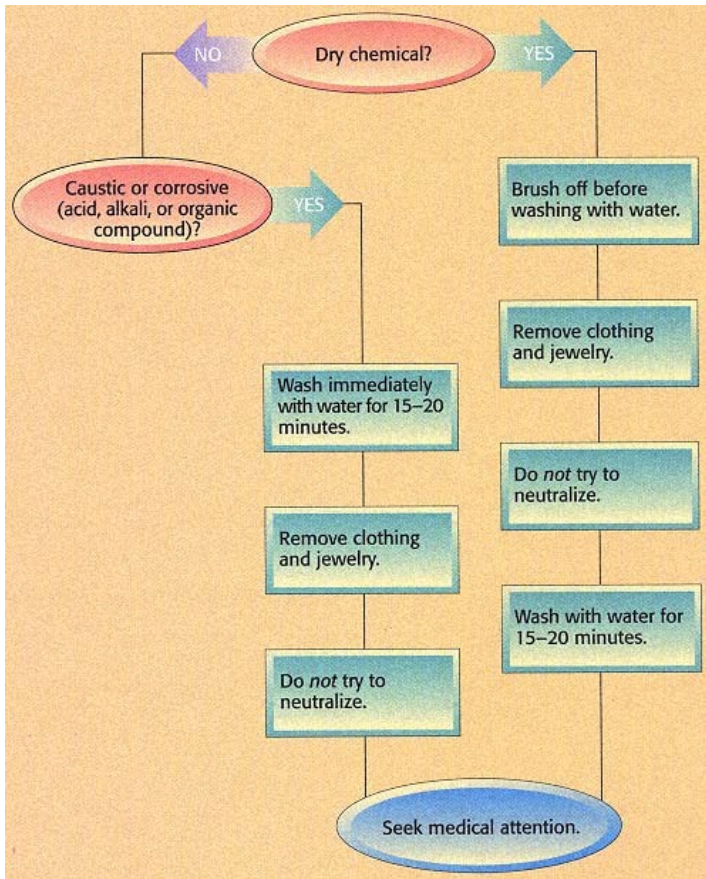 NO
Dry chemical?
YES
Caustic or corrosive
(acid, alkali, or organic
compound)?
YES
Brush off before
washing with water.
Remove clothing
and jewelry.
Wash immediately
with water for 15–20
minutes.
Do not try to
neutralize.
Remove clothing
and jewelry.
Wash with water for
15–20 minutes.
Do not try to
neutralize.
Seek medical attention.